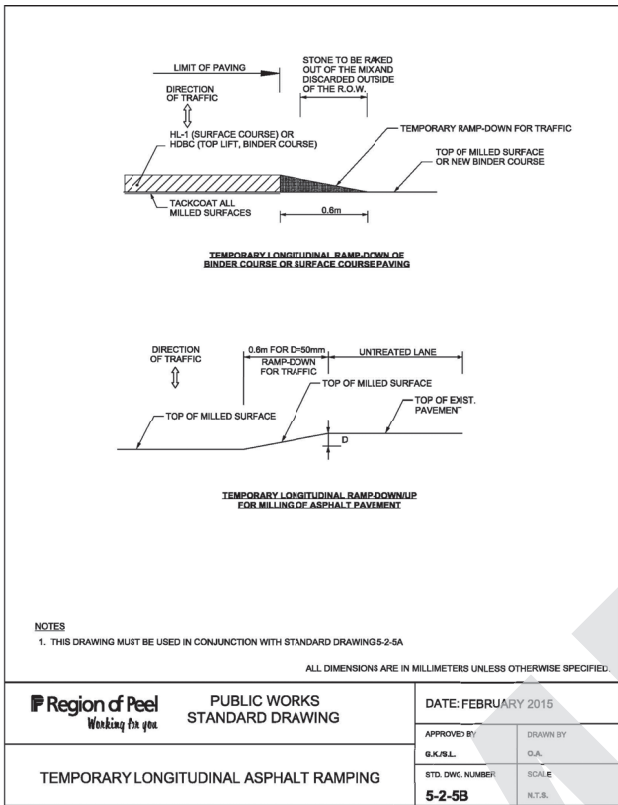 LIMIT OF PAVING
STONE TO BE RAKED
OUT OF THE MIXAND
DISCARDED OUTSIDE
OF THE R.O.W.
DIRECTION
OF TRAFFIC
HL-1 (SURFACE COURSE) OR
HDBC (TOP LIFT, BINDER COURSE)
TEMPORARY RAMP-DOWN FOR TRAFFIC
TOP OF MILLED SURFACE
OR NEW BINDER COURSE
TACKCOAT ALL
MILLED SURFACES
0.6m
TEMPORARY LONGITUDINAL RAMP-DOWN OF
BINDER COURSE OR SURFACE COURSEPAVING
DIRECTION
OF TRAFFIC
0.6m FOR D=50mm
RAMP-DOWN
FOR TRAFFIC
UNTREATED LANE
TOP OF MILLED SURFACE
TOP OF MILLED SURFACE
TOP OF EXIST.
PAVEMENT
D
TEMPORARY LONGITUDINAL RAMP-DOWN/UP
FOR MILLING OF ASPHALT PAVEMENT
NOTES
1. THIS DRAWING MUST BE USED IN CONJUNCTION WITH STANDARD DRAWING 5-2-5A
ALL DIMENSIONS ARE IN MILLIMETERS UNLESS OTHERWISE SPECIFIED.
Region of Peel
Working for you
PUBLIC WORKS
STANDARD DRAWING
DATE: FEBRUARY 2015
APPROVED BY
G.K./S.L.
DRAWN BY
O.A.
TEMPORARY LONGITUDINAL ASPHALT RAMPING
STD. DWG. NUMBER
5-2-5B
SCALE
N.T.S.